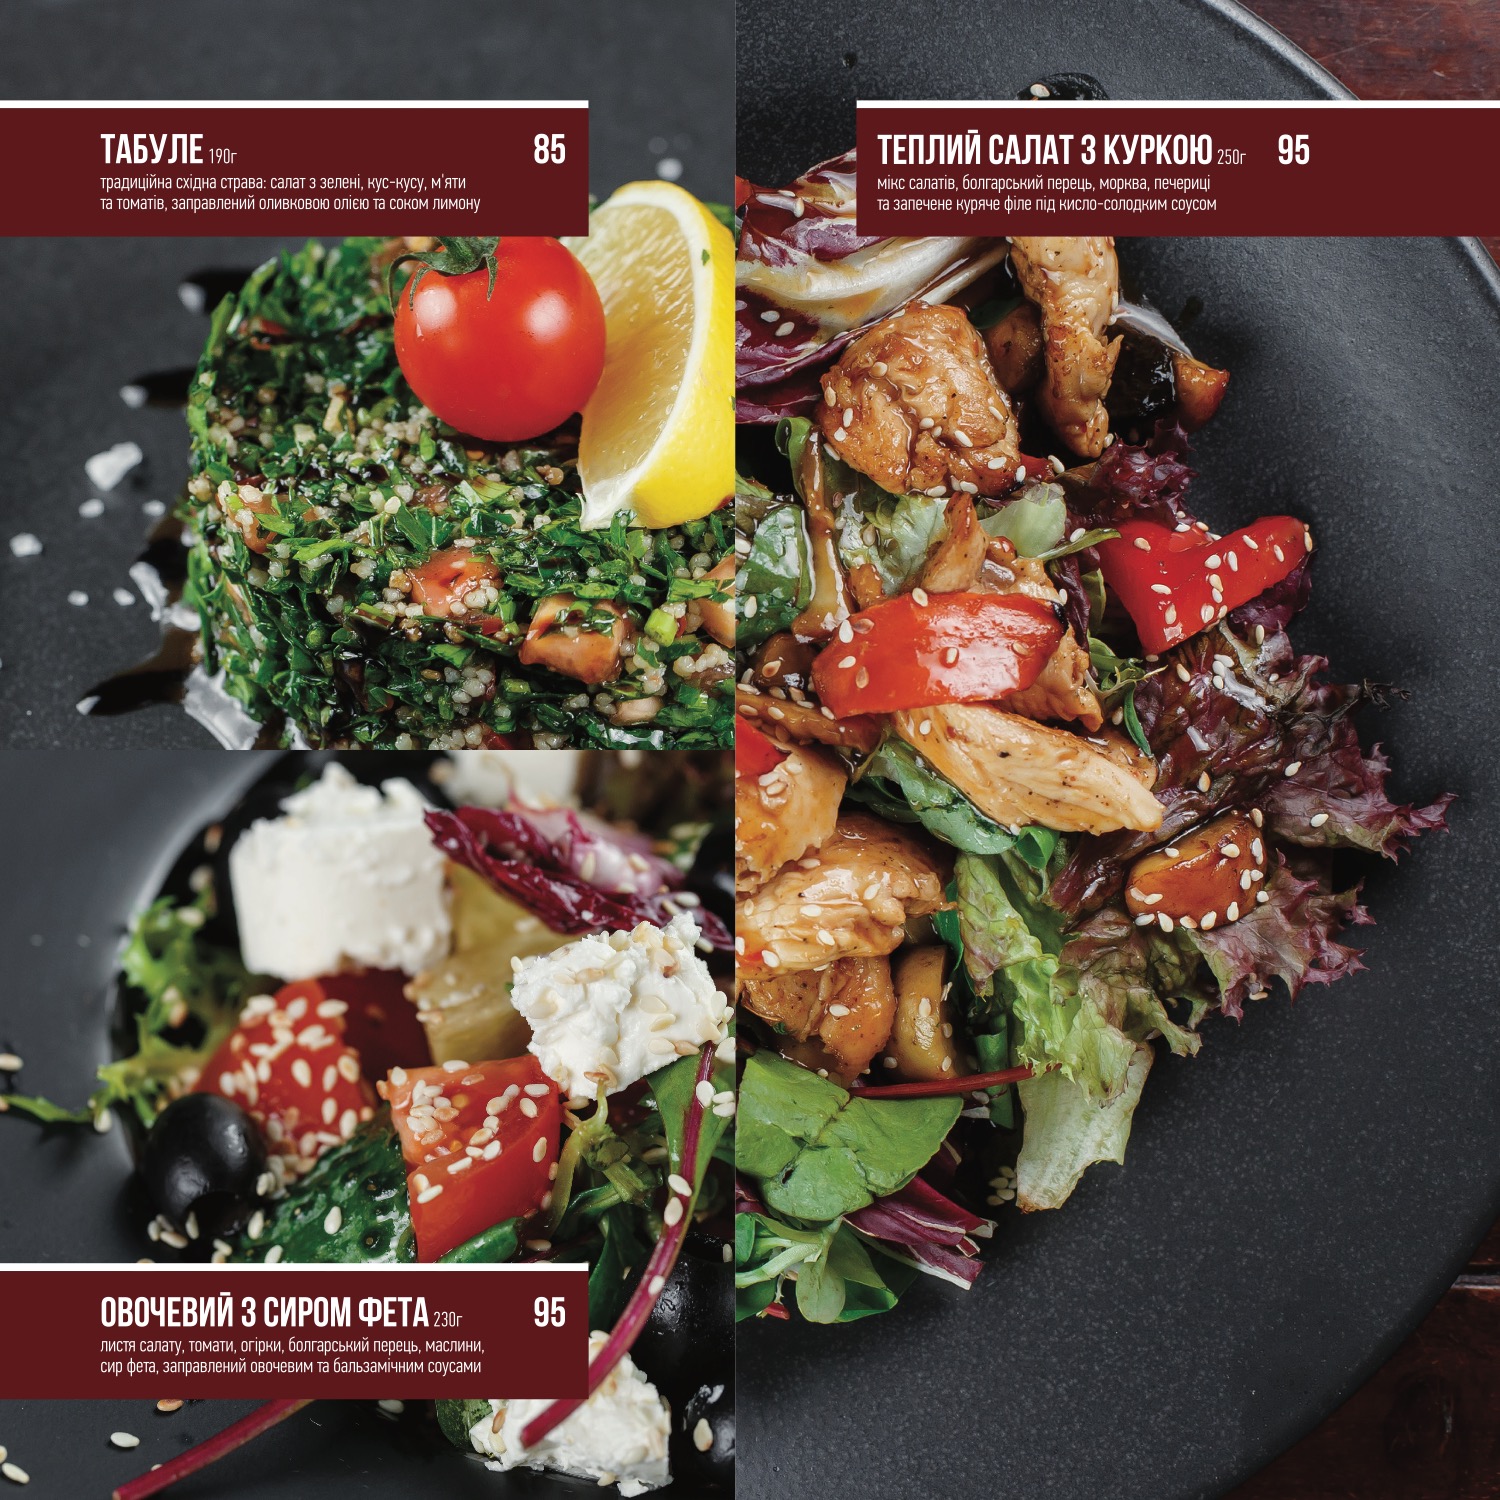 ТАБУЛЕ 190г 85
традиційна східна страва: салат з зелені, кус-кусу, м'яти
та томатів, заправлений оливковою олією та соком лимону
ТЕПЛИЙ САЛАТ З КУРКОЮ 250г 95
мікс салатів, болгарський перець, морква, печериці
та запечене куряче філе під кисло-солодким соусом
ОВОЧЕВИЙ З СИРОМ ФЕТА 230г 95
листя салату, томати, огірки, болгарський перець, маслини,
сир фета, заправлений овочевим та бальзамічним соусами